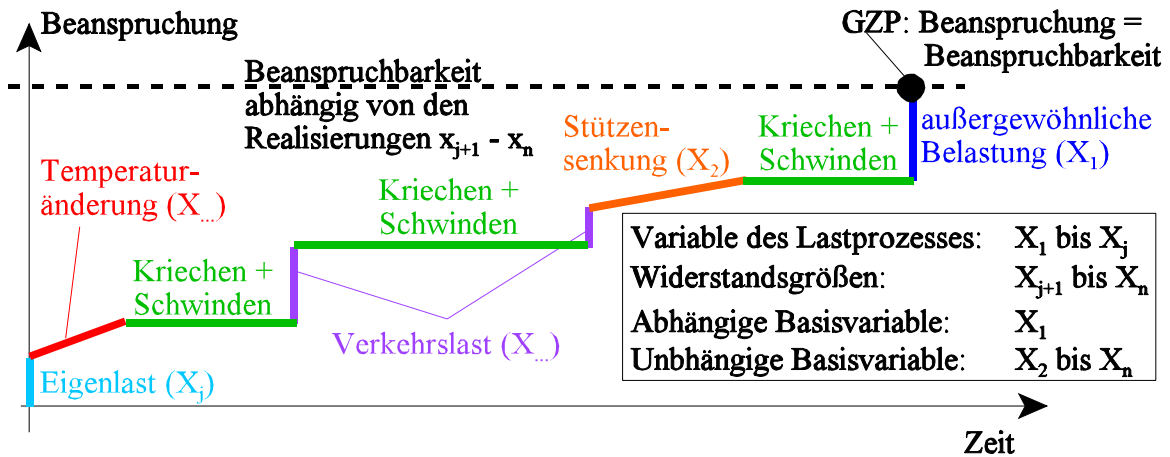 Beanspruchung
GZP: Beanspruchung =
Beanspruchbarkeit
Beanspruchbarkeit
abhängig von den
Realisierungen x_{j+1} - x_n
Stützen-
senkung (X_2)
Kriechen +
Schwinden
außergewöhnliche
Belastung (X_1)
Temperatur-
änderung (X_{...})
Kriechen +
Schwinden
Kriechen +
Schwinden
Verkehrslast (X_{...})
Eigenlast (X_j)
Variable des Lastprozesses: X_1 bis X_j
Widerstandsgrößen: X_{j+1} bis X_n
Abhängige Basisvariable: X_1
Unbhängige Basisvariable: X_2 bis X_n
Zeit